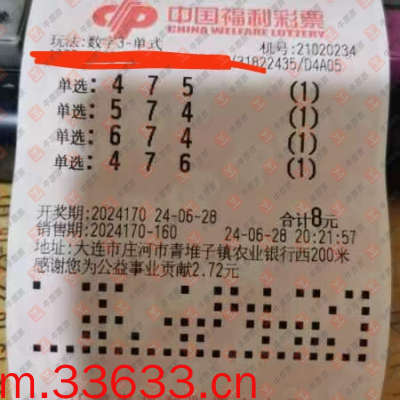 中国福利彩票
CHINA WELFARE LOTTERY
玩法:数字3-单式 机号:21020234
/31822435/D4A05
单选: 4 7 5 (1)
单选: 5 7 4 (1)
单选: 6 7 4 (1)
单选: 4 7 6 (1)
开奖期:2024170 24-06-28 合计8元
销售期:2024170-160 24-06-28 20:21:57
地址:大连市庄河市青堆子镇农业银行西200米
感谢您为公益事业贡献2.72元
m.33633.cn